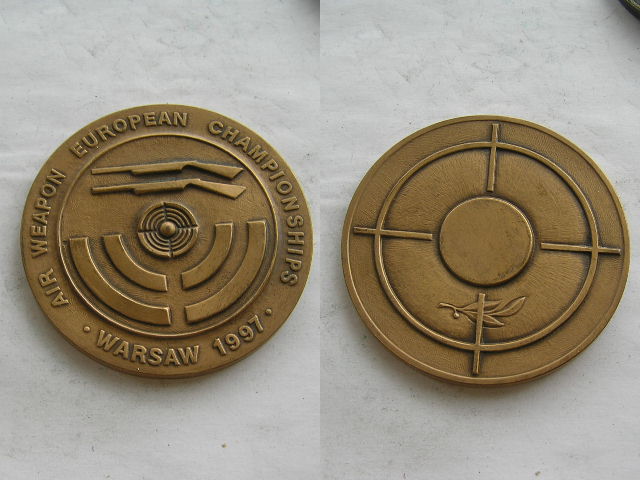 AIR WEAPON EUROPEAN CHAMPIONSHIPS
· WARSAW 1997 ·